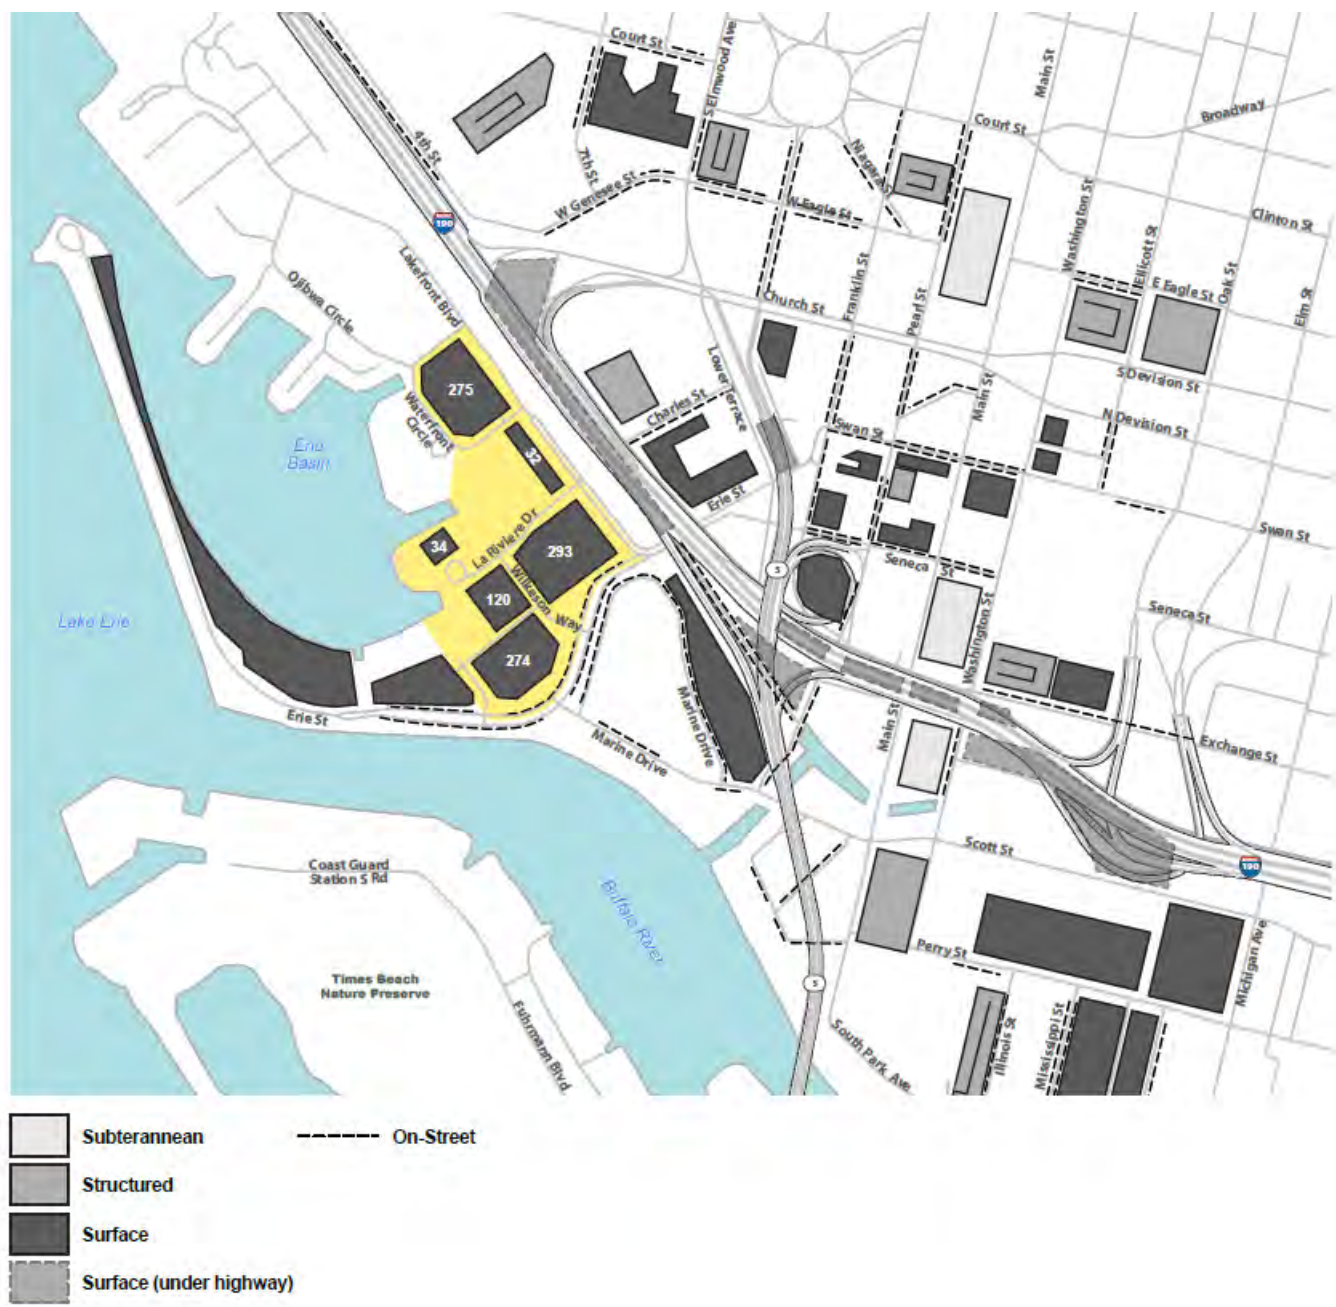 Court St
S Elmwood Ave
Main St
Broadway
4th St
Court St
Niagara St
7th St
W Genesee St
W Eagle St
Clinton St
190
Washington St
Ellicott St
Ojibwa Circle
Lakefront Blvd
Franklin St
E Eagle St
Oak St
Church St
Pearl St
Elm St
Lower Terrace
S Devision St
275
Main St
Waterfront
Circle
Charles St
N Devision St
Swan St
Erie
Basin
32
Erie St
La Riviere Dr
Swan St
34
293
Seneca St
5
Wilkeson Way
120
Seneca St
Lake Erie
Washington St
274
Marine Drive
Erie St
Main St
Marine Drive
Exchange St
Scott St
Coast Guard
Station S Rd
190
Buffalo River
Perry St
Michigan Ave
Times Beach
Nature Preserve
5
Fuhrmann Blvd
South Park Ave
Illinois St
Mississippi St
Subterannean
On-Street
Structured
Surface
Surface (under highway)